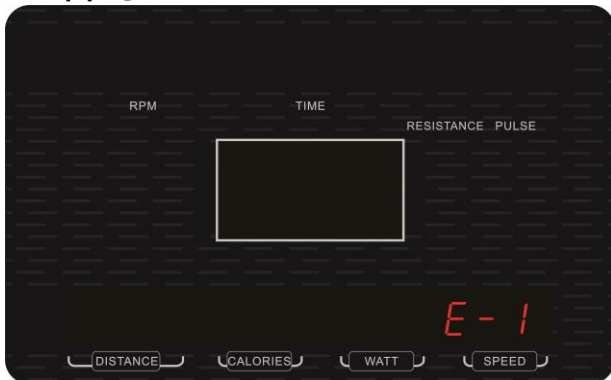 RPM TIME
RESISTANCE PULSE
E-1
DISTANCE CALORIES WATT SPEED